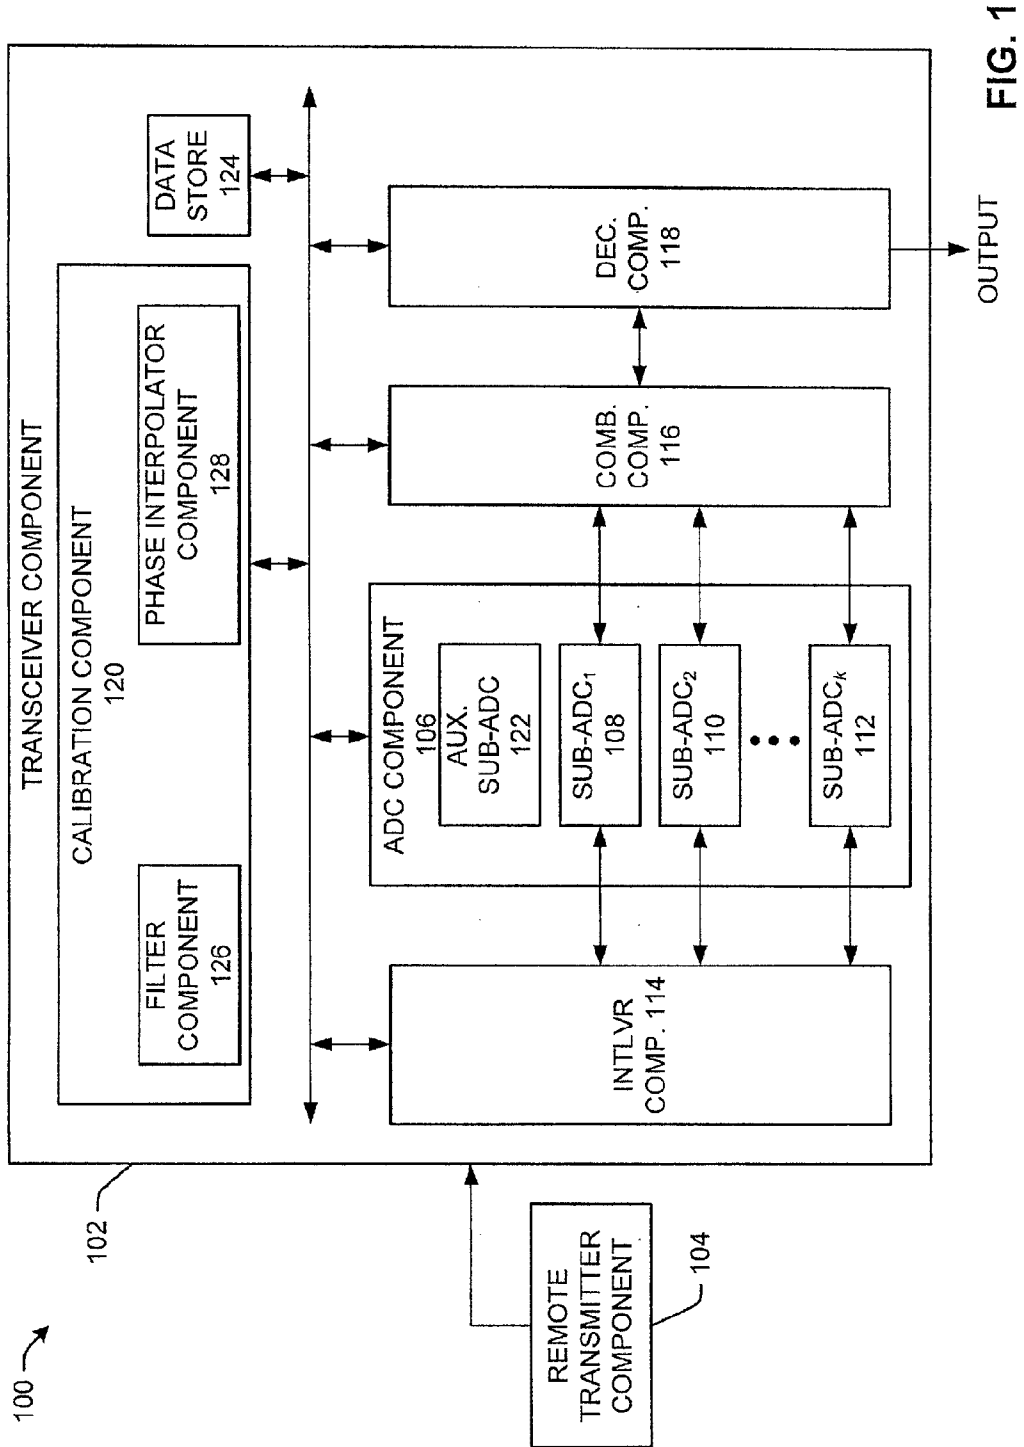 100
102
TRANSCEIVER COMPONENT
CALIBRATION COMPONENT
120
FILTER
COMPONENT
126
PHASE INTERPOLATOR
COMPONENT
128
DATA
STORE
124
INTLVR
COMP. 114
ADC COMPONENT
106
AUX.
SUB-ADC
122
SUB-ADC1
108
SUB-ADC2
110
SUB-ADCk
112
COMB.
COMP.
116
DEC.
COMP.
118
REMOTE
TRANSMITTER
COMPONENT
104
OUTPUT
FIG. 1